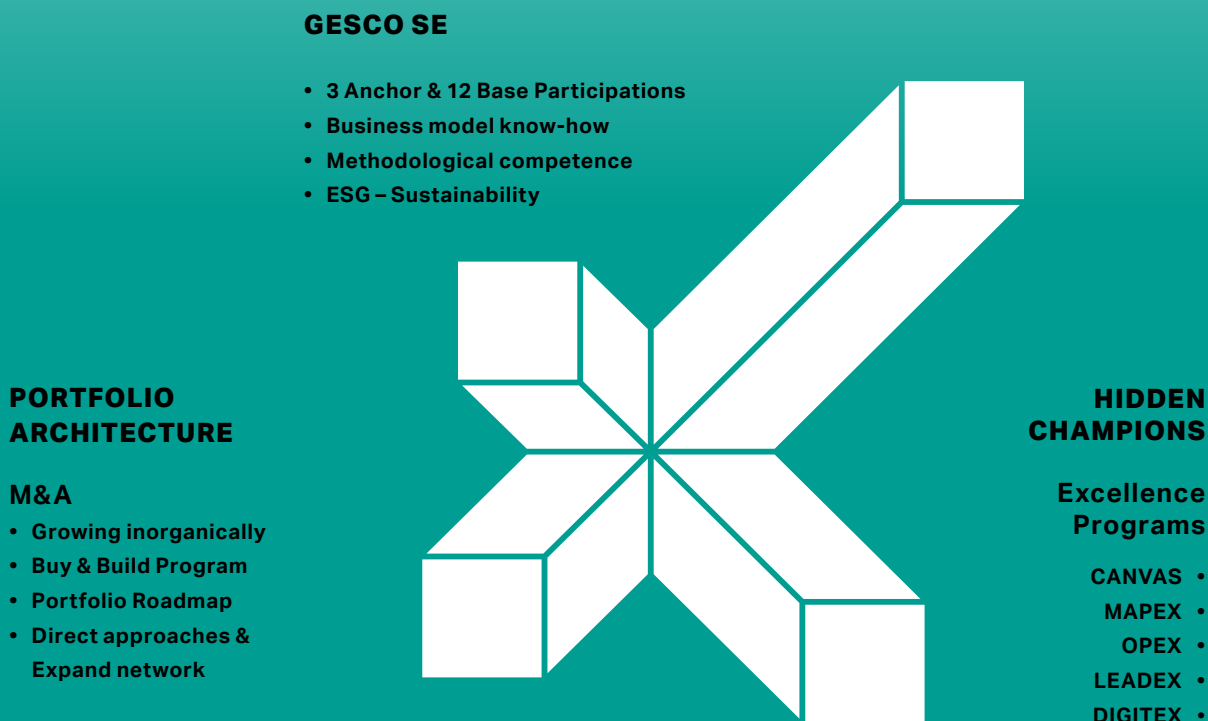 GESCO SE
• 3 Anchor & 12 Base Participations
• Business model know-how
• Methodological competence
• ESG – Sustainability
PORTFOLIO
ARCHITECTURE
M&A
• Growing inorganically
• Buy & Build Program
• Portfolio Roadmap
• Direct approaches &
Expand network
HIDDEN
CHAMPIONS
Excellence
Programs
CANVAS •
MAPEX •
OPEX •
LEADEX •
DIGITEX •